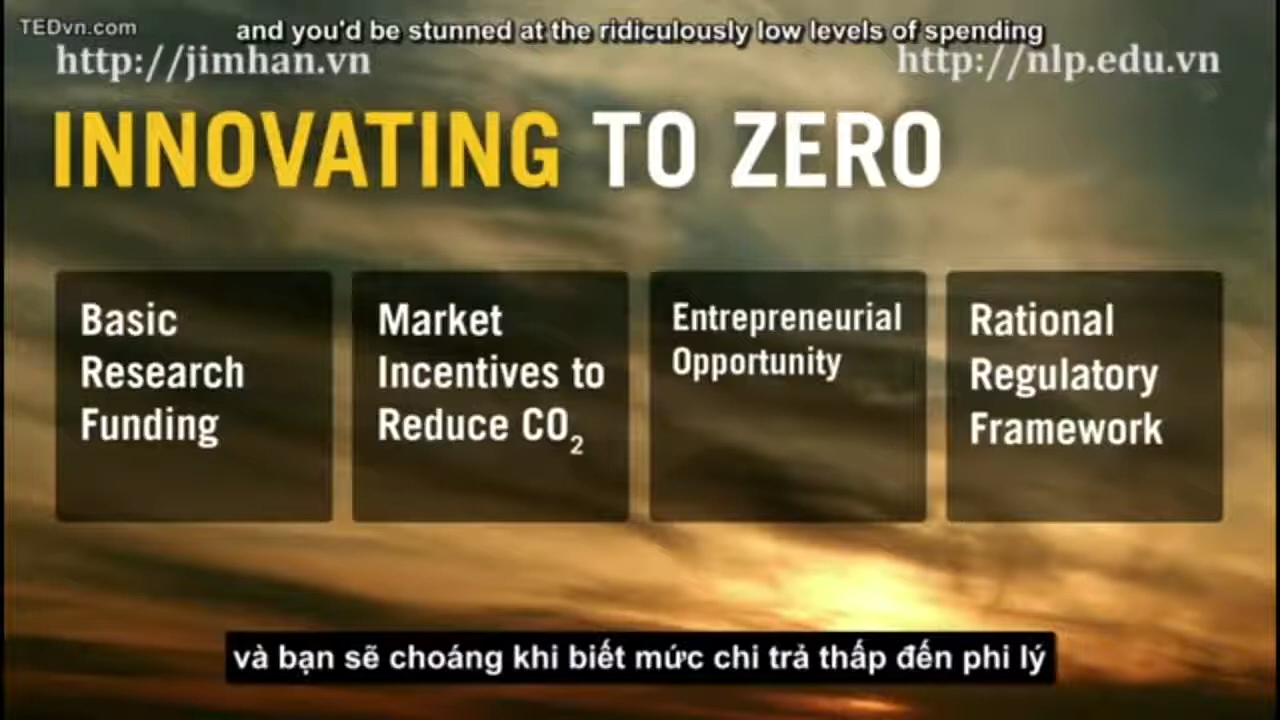 TEDvn.com
and you'd be stunned at the ridiculously low levels of spending
http://jimhan.vn
http://nlp.edu.vn
INNOVATING TO ZERO
Basic
Research
Funding
Market
Incentives to
Reduce CO₂
Entrepreneurial
Opportunity
Rational
Regulatory
Framework
và bạn sẽ choáng khi biết mức chi trả thấp đến phi lý